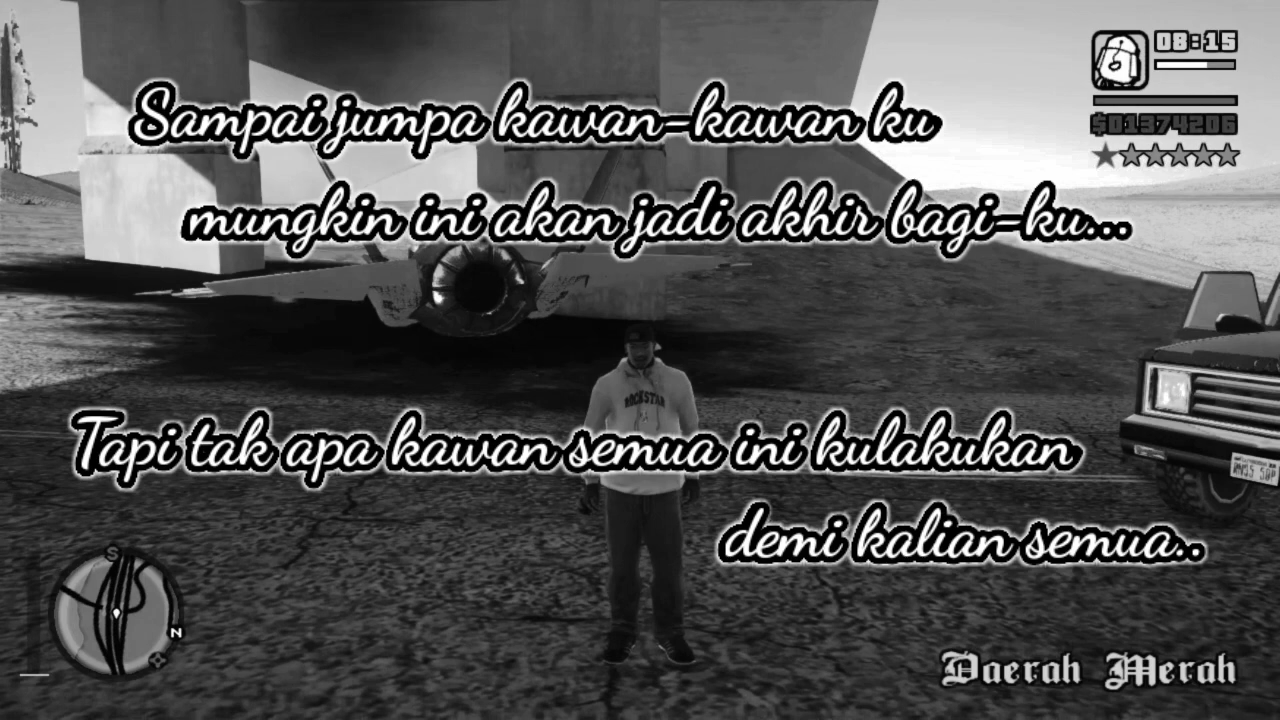 08:15
$01374206
Sampai jumpa kawan-kawan ku
mungkin ini akan jadi akhir bagi-ku...
ROCKSTAR
Tapi tak apa kawan semua ini kulakukan
demi kalian semua..
S
N
Daerah Merah